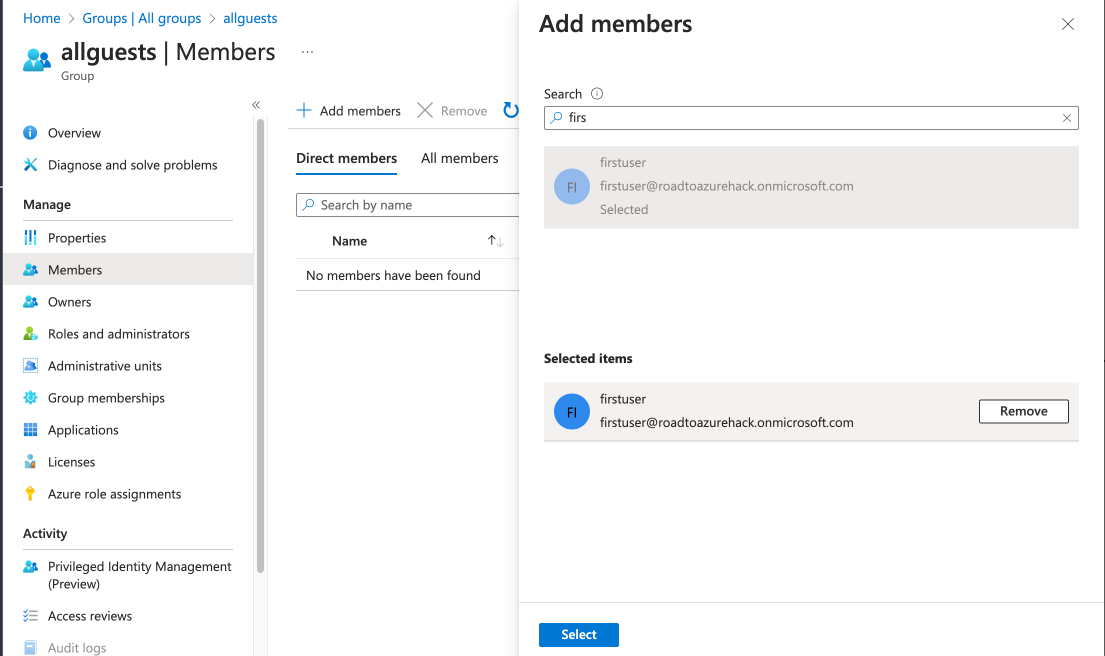 Home > Groups | All groups > allguests
allguests | Members ...
Group
«
Overview
Diagnose and solve problems
Manage
Properties
Members
Owners
Roles and administrators
Administrative units
Group memberships
Applications
Licenses
Azure role assignments
Activity
Privileged Identity Management
(Preview)
Access reviews
Audit logs
Add members Remove
Direct members All members
Search by name
Name
No members have been found
Add members
Search
firs
FI
firstuser
firstuser@roadtoazurehack.onmicrosoft.com
Selected
Selected items
FI
firstuser
firstuser@roadtoazurehack.onmicrosoft.com
Remove
Select